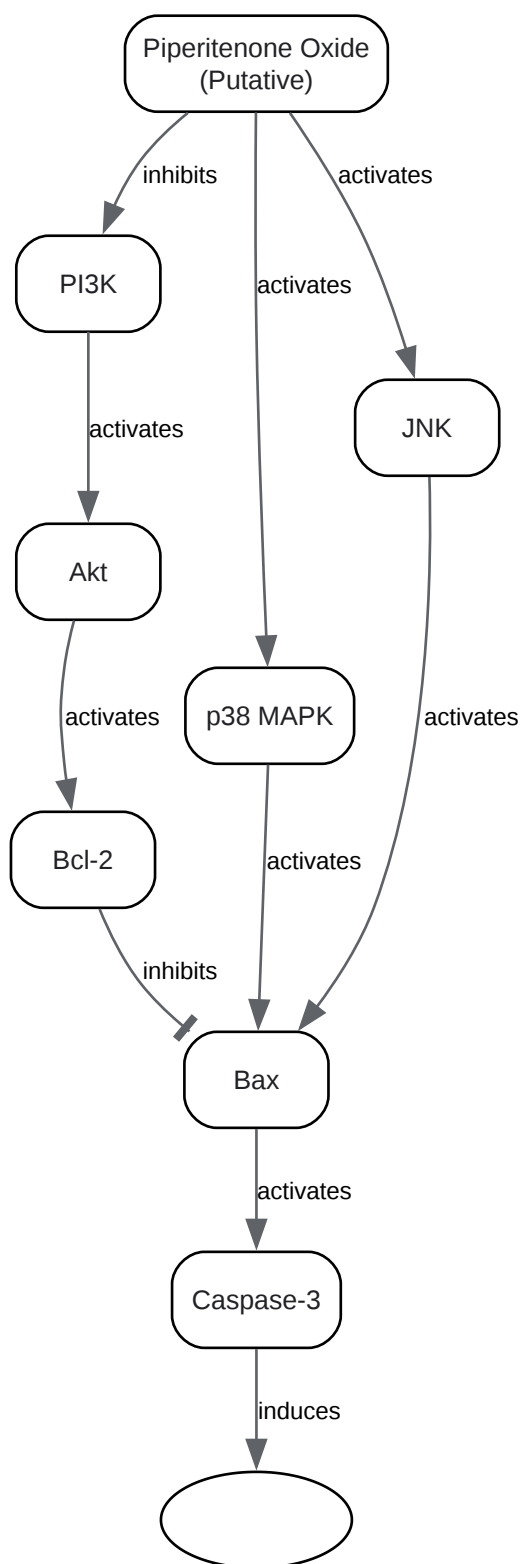 Piperitenone Oxide
(Putative)
inhibits
activates
activates
PI3K
activates
JNK
Akt
activates
p38 MAPK
activates
Bcl-2
activates
inhibits
Bax
activates
Caspase-3
induces